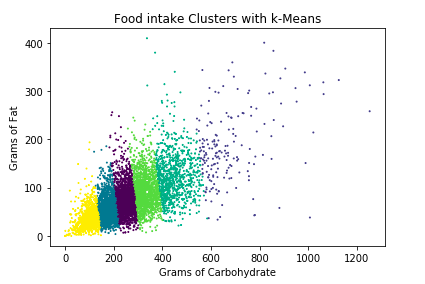 Food intake Clusters with k-Means
Grams of Fat
400
300
200
100
0
0 200 400 600 800 1000 1200
Grams of Carbohydrate